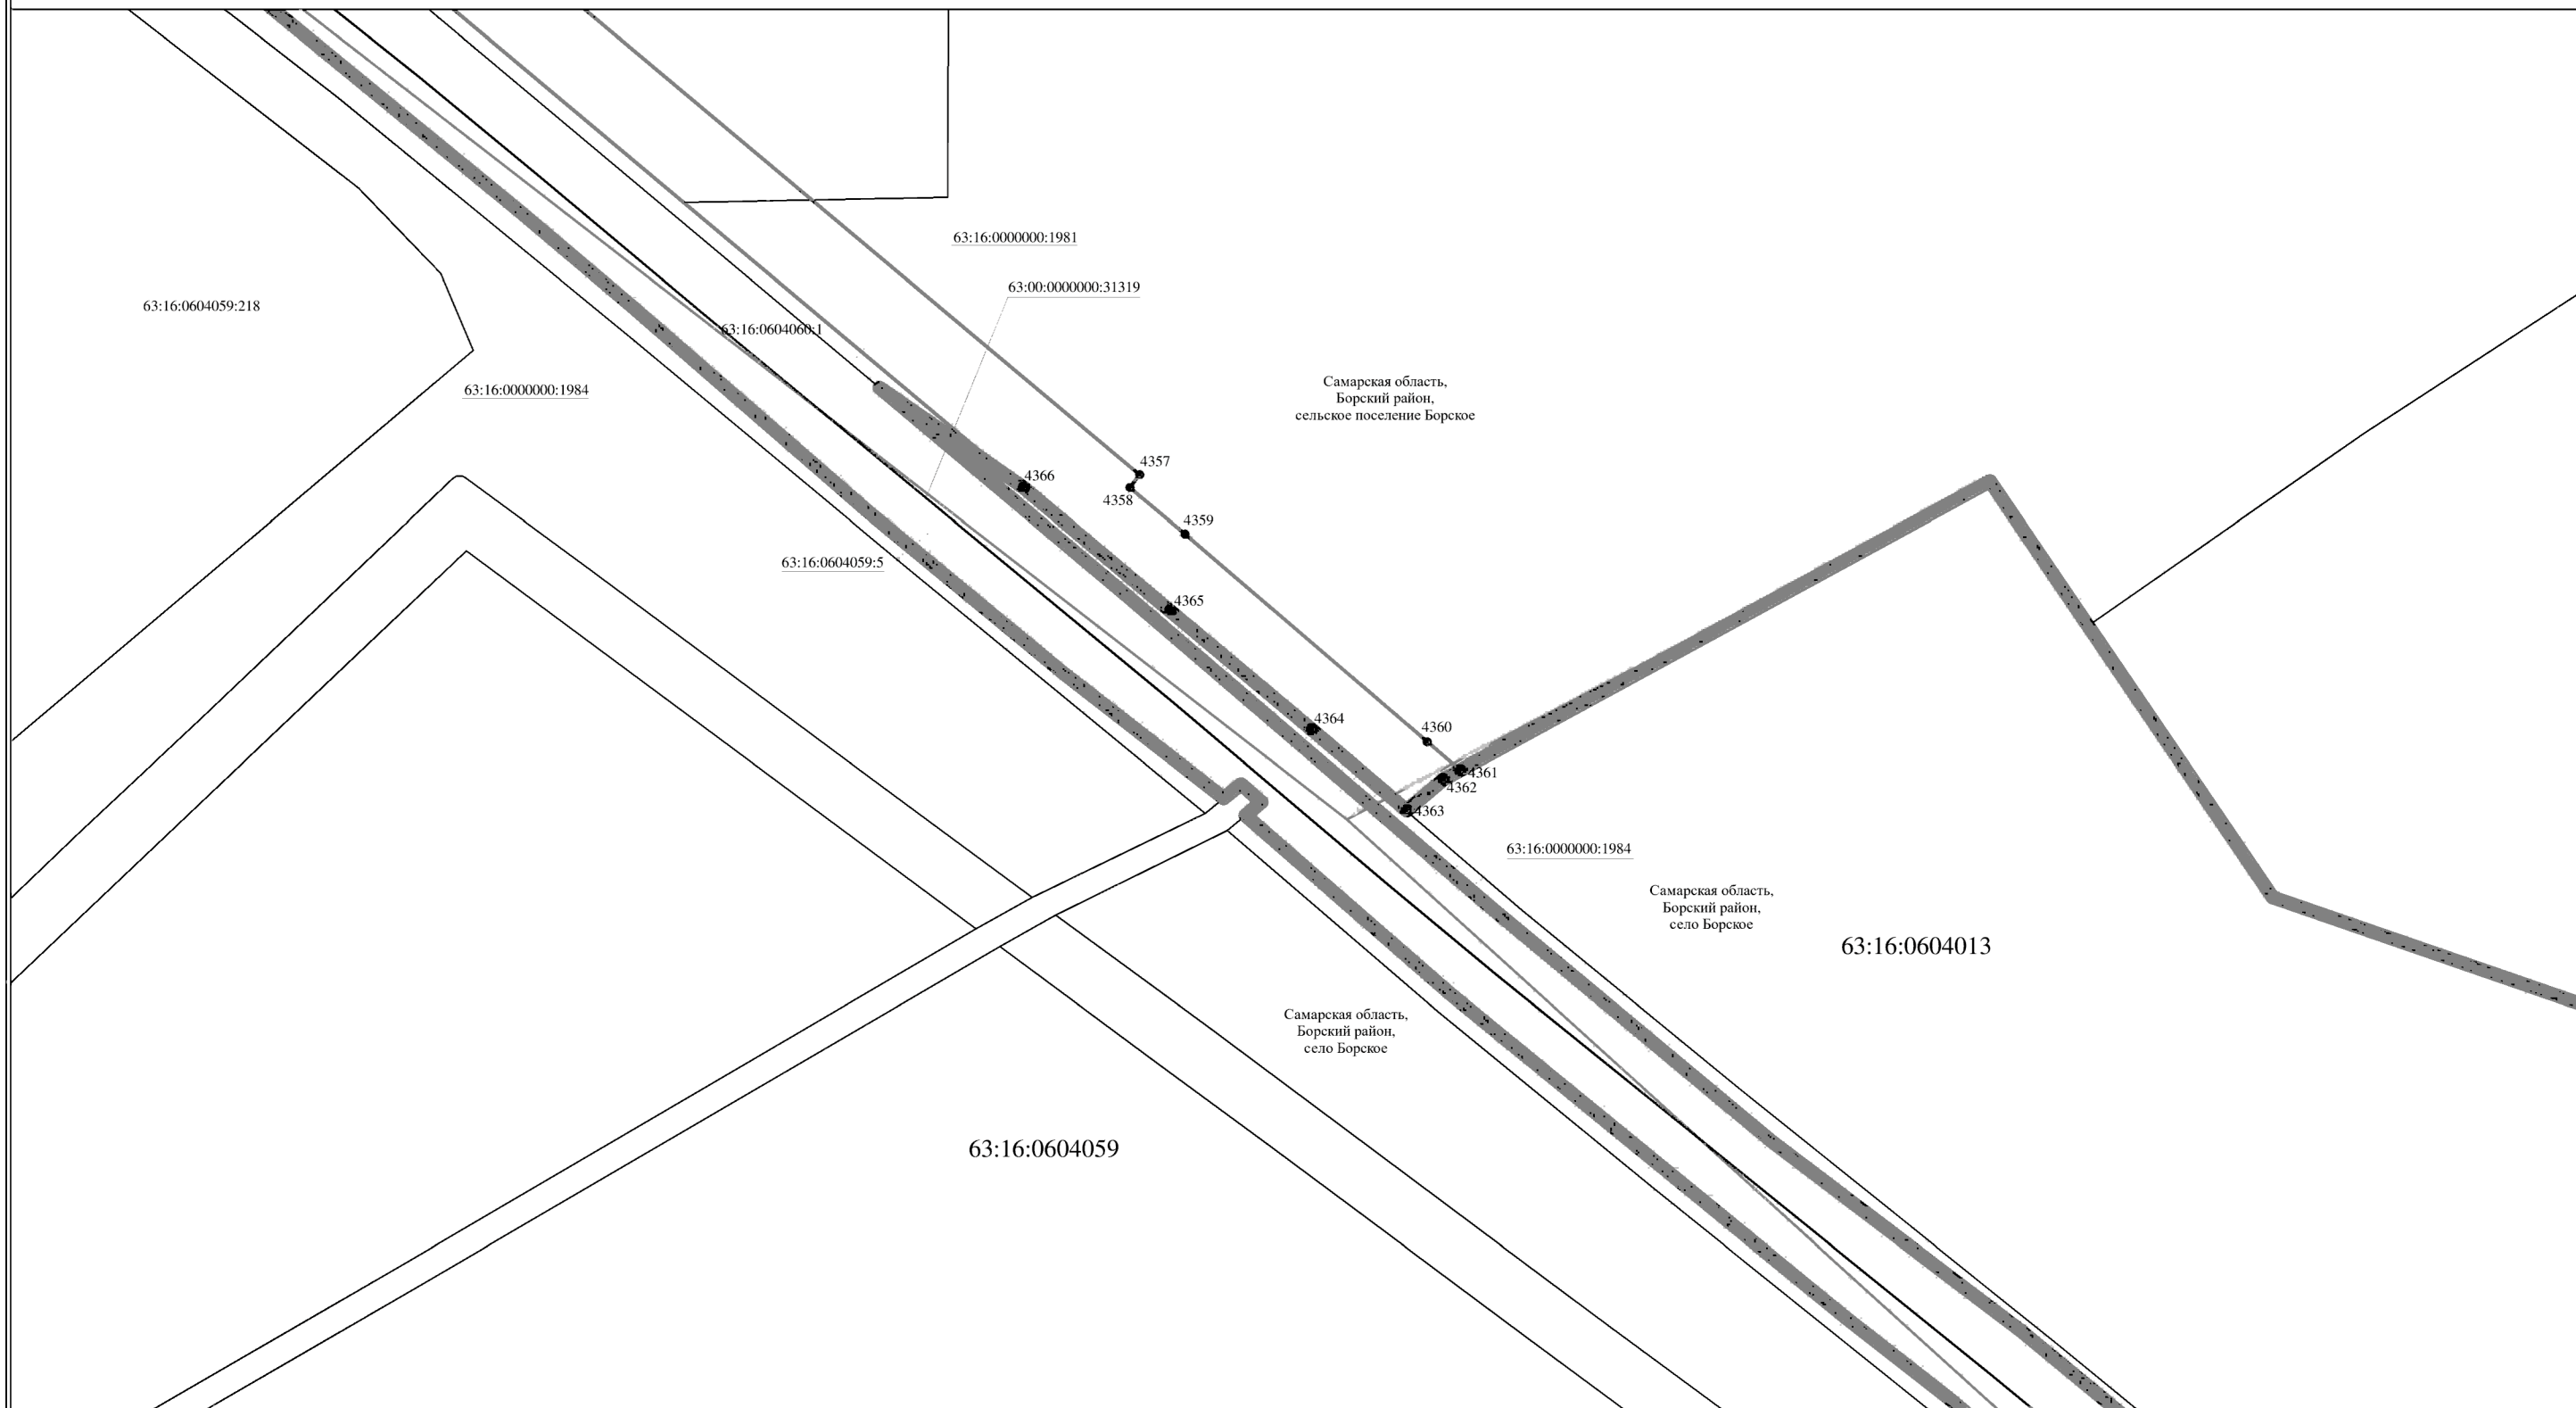 63:16:0000000:1981
63:00:0000000:31319
63:16:0604059:218
63:16:0604060:1
63:16:0000000:1984
Самарская область,
Борский район,
сельское поселение Борское
4357
4366
4358
4359
63:16:0604059:5
4365
4364
4360
4361
4362
4363
63:16:0000000:1984
Самарская область,
Борский район,
село Борское
63:16:0604013
Самарская область,
Борский район,
село Борское
63:16:0604059